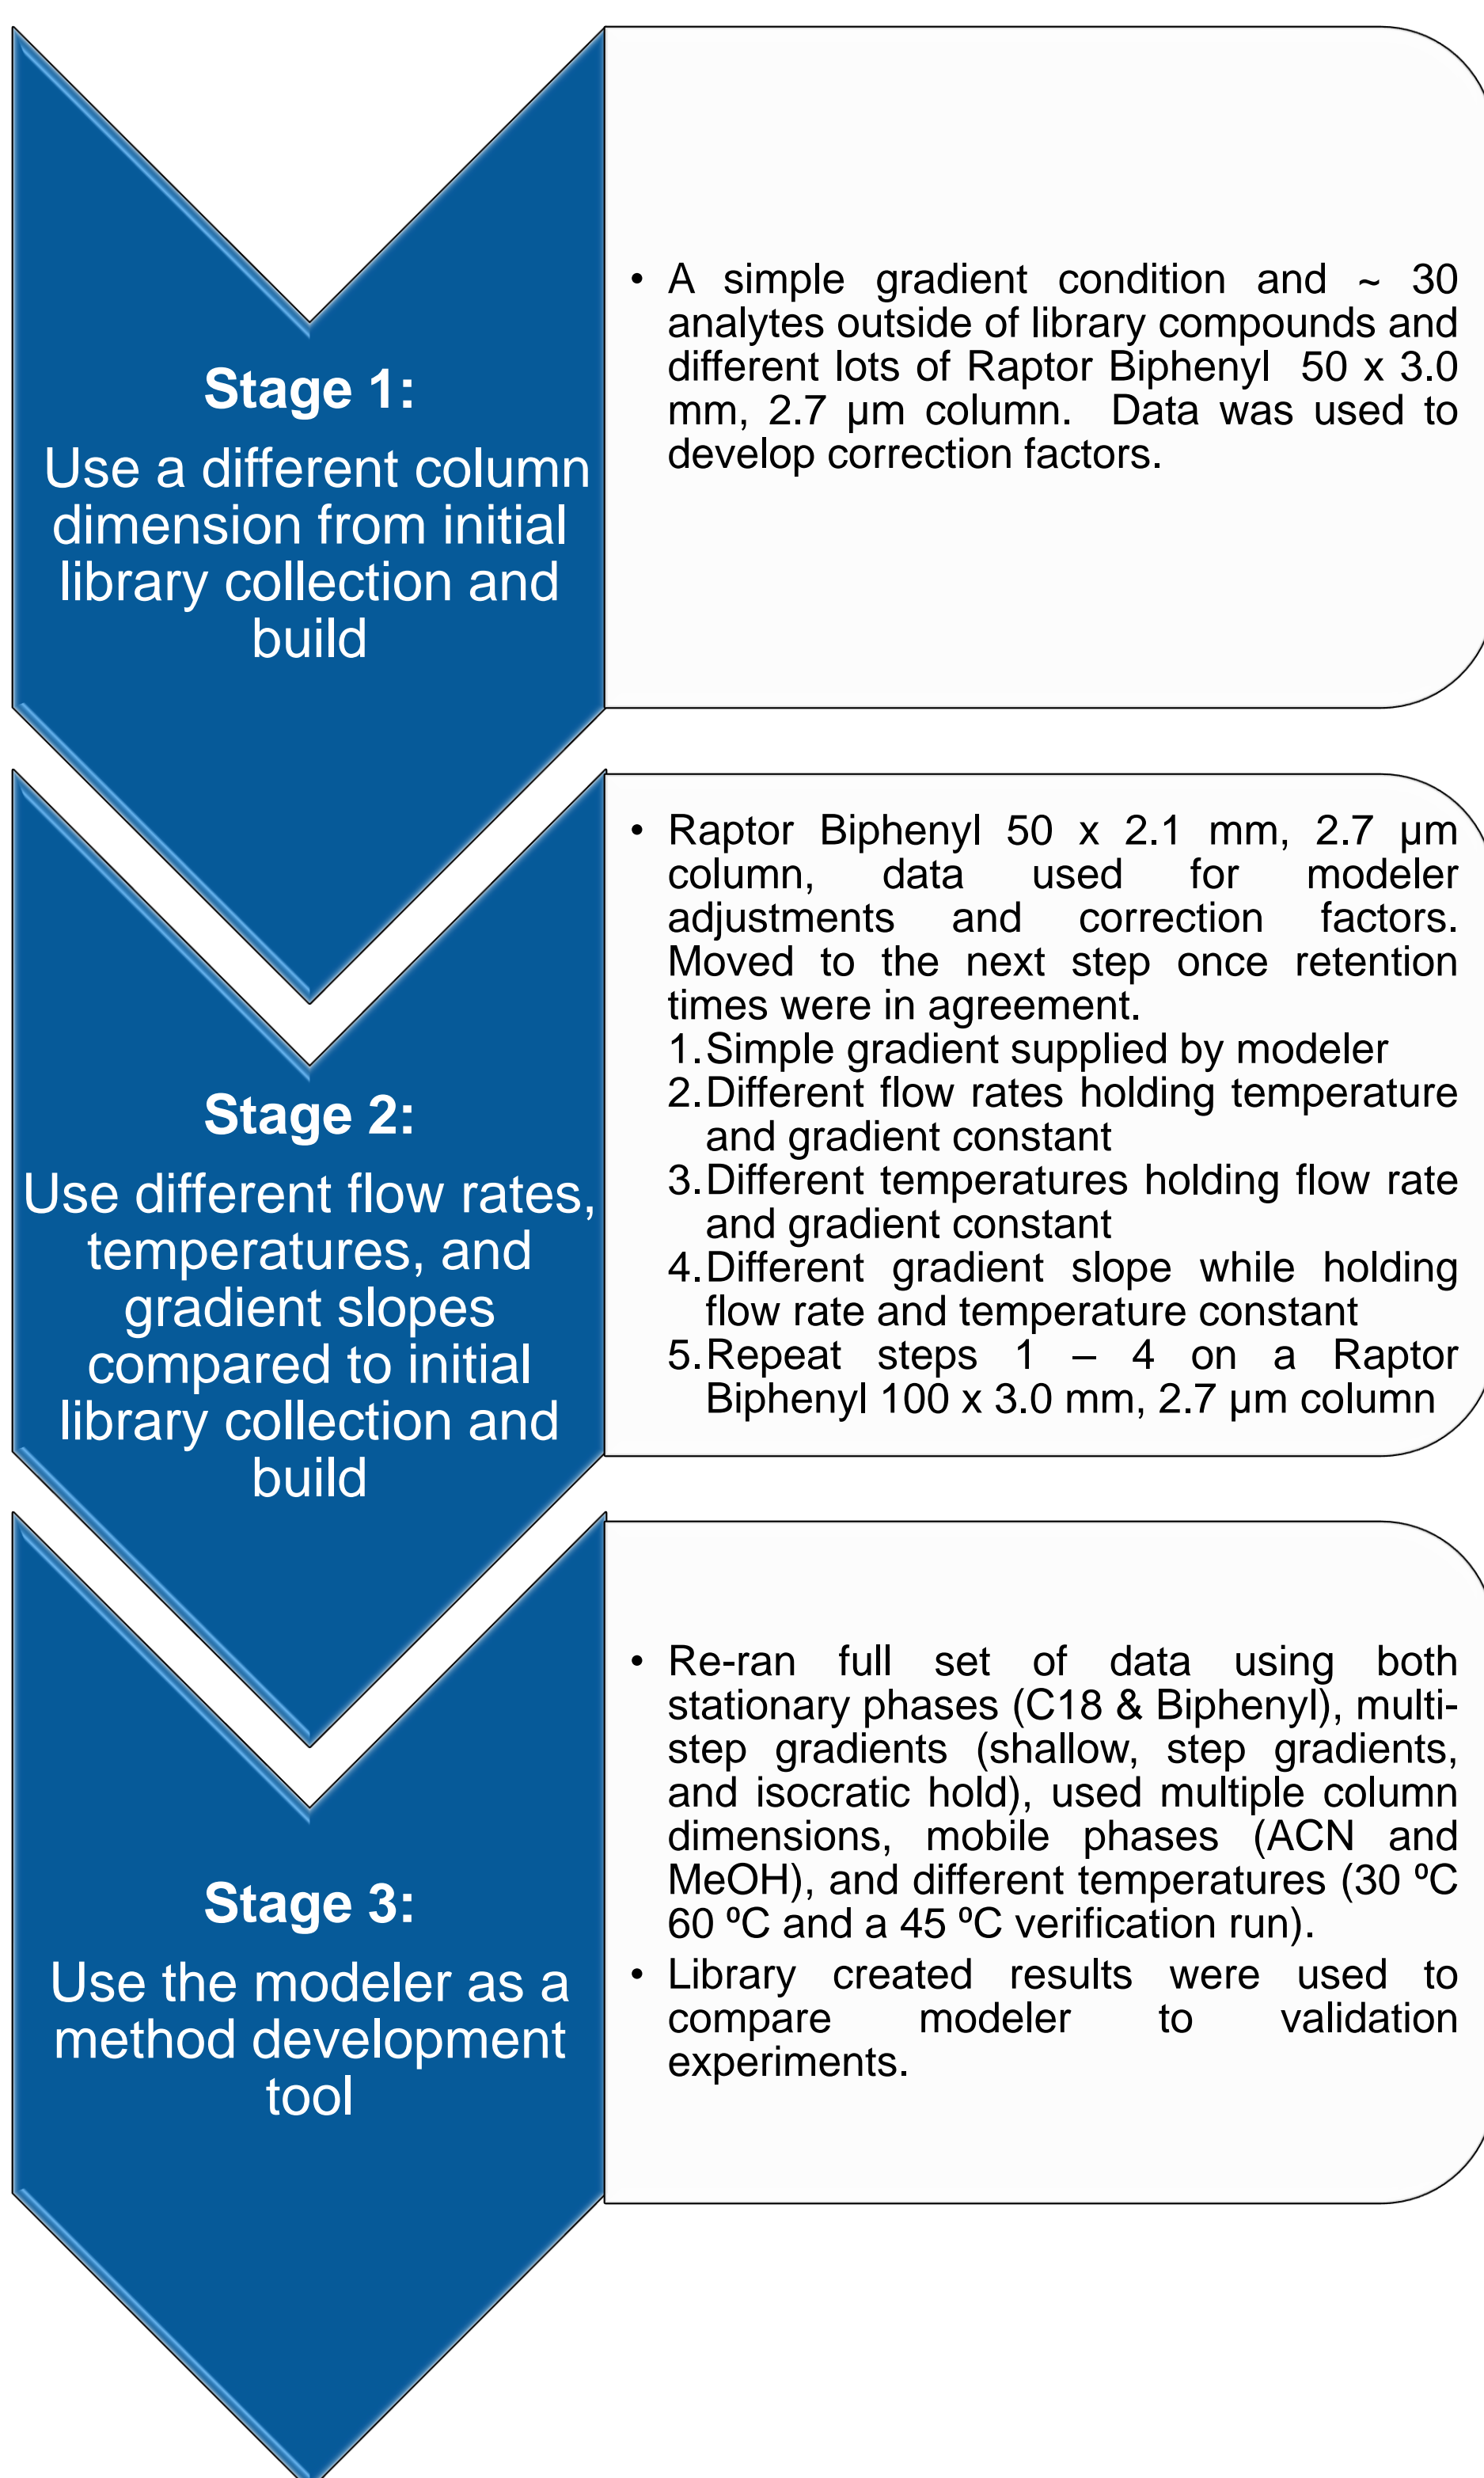 Stage 1:
Use a different column
dimension from initial
library collection and
build
• A simple gradient condition and ~ 30
analytes outside of library compounds and
different lots of Raptor Biphenyl 50 x 3.0
mm, 2.7 µm column. Data was used to
develop correction factors.
Stage 2:
Use different flow rates,
temperatures, and
gradient slopes
compared to initial
library collection and
build
• Raptor Biphenyl 50 x 2.1 mm, 2.7 µm
column, data used for modeler
adjustments and correction factors.
Moved to the next step once retention
times were in agreement.
1.Simple gradient supplied by modeler
2.Different flow rates holding temperature
and gradient constant
3.Different temperatures holding flow rate
and gradient constant
4.Different gradient slope while holding
flow rate and temperature constant
5.Repeat steps 1 – 4 on a Raptor
Biphenyl 100 x 3.0 mm, 2.7 µm column
Stage 3:
Use the modeler as a
method development
tool
• Re-ran full set of data using both
stationary phases (C18 & Biphenyl), multi-
step gradients (shallow, step gradients,
and isocratic hold), used multiple column
dimensions, mobile phases (ACN and
MeOH), and different temperatures (30 ºC
60 ºC and a 45 ºC verification run).
• Library created results were used to
compare modeler to validation
experiments.